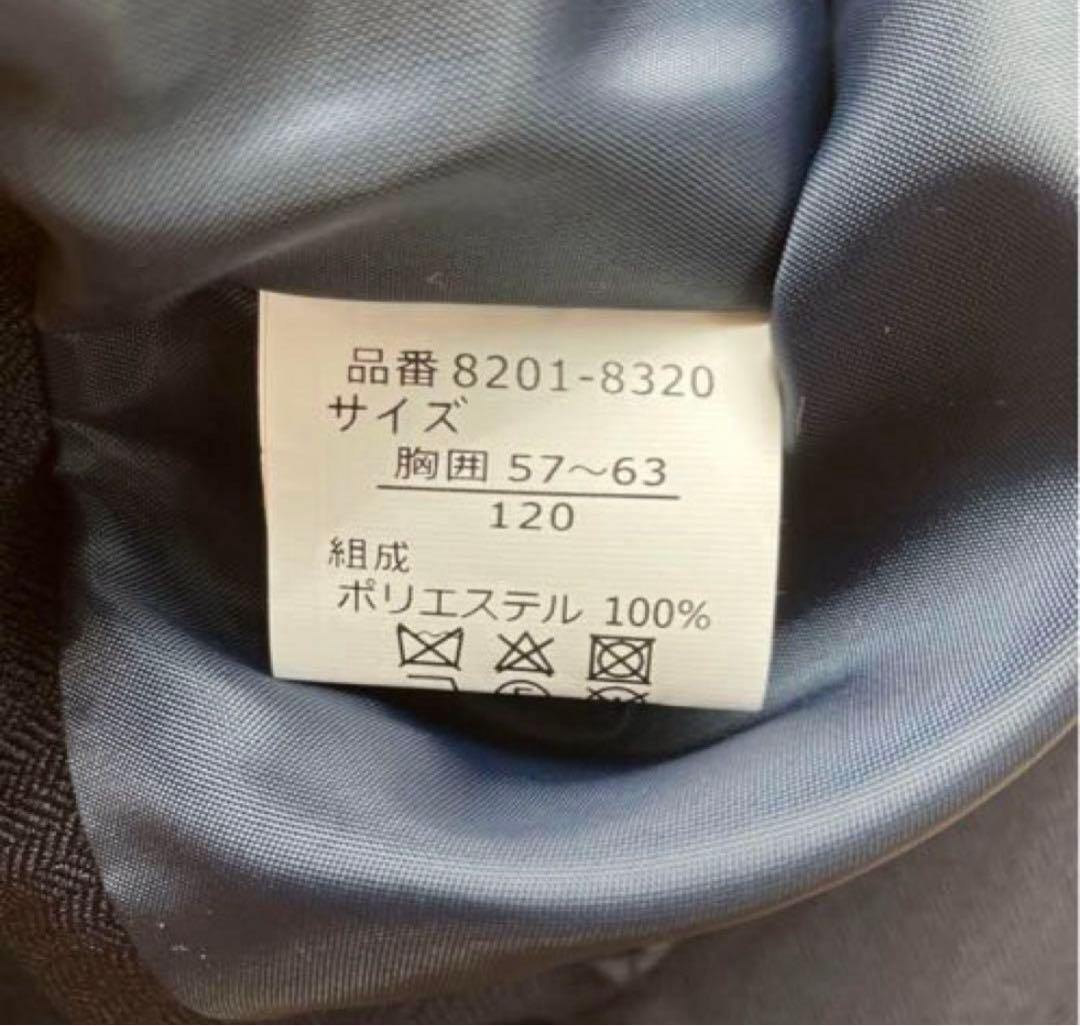 品番 8201-8320
サイズ
胸囲 57～63
120
組成
ポリエステル 100%